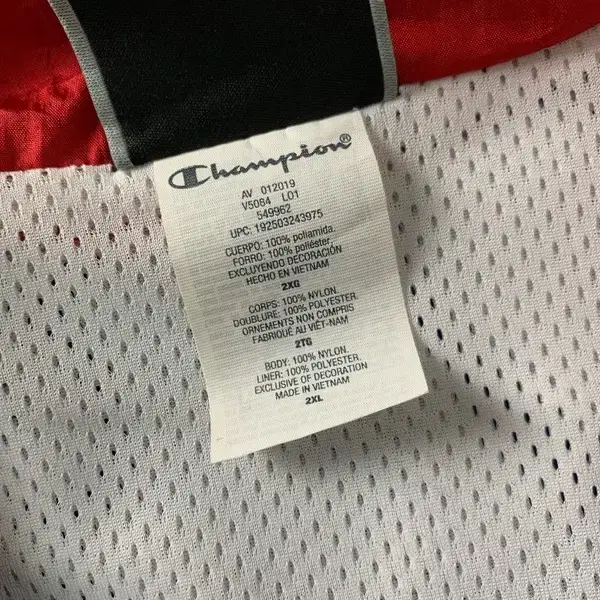 Champion®
AV 012019
V5064 L01
549962
UPC: 192503243975
CUERPO: 100% poliamida.
FORRO: 100% poliéster.
EXCLUYENDO DECORACIÓN
HECHO EN VIETNAM
2XG
CORPS: 100% NYLON.
DOUBLURE: 100% POLYESTER.
ORNEMENTS NON COMPRIS
FABRIQUÉ AU VIÊT-NAM
2TG
BODY: 100% NYLON.
LINER: 100% POLYESTER.
EXCLUSIVE OF DECORATION
MADE IN VIETNAM
2XL